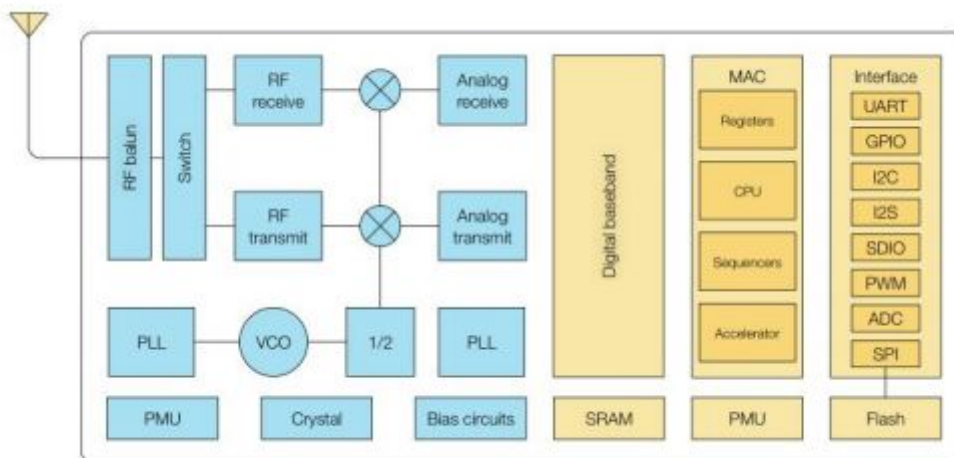 RF balun
Switch
RF
receive
Analog
receive
RF
transmit
Analog
transmit
PLL
VCO
1/2
PLL
PMU
Crystal
Bias circuits
Digital baseband
SRAM
MAC
Registers
CPU
Sequencers
Accelerator
PMU
Interface
UART
GPIO
I2C
I2S
SDIO
PWM
ADC
SPI
Flash